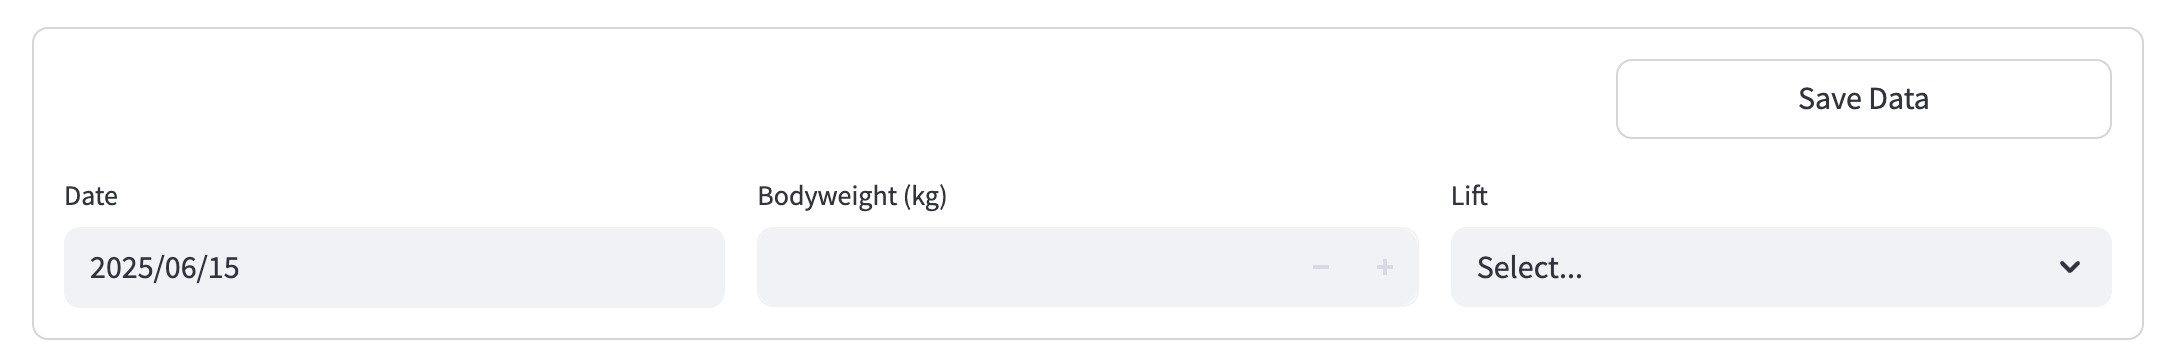 Save Data
Date
Bodyweight (kg)
Lift
2025/06/15
− +
Select...